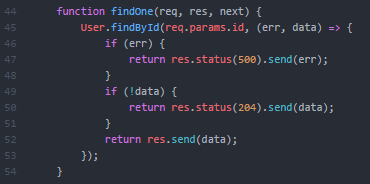 44 function findOne(req, res, next) {
45 User.findById(req.params.id, (err, data) => {
46 if (err) {
47 return res.status(500).send(err);
48 }
49 if (!data) {
50 return res.status(204).send(data);
51 }
52 return res.send(data);
53 });
54 }